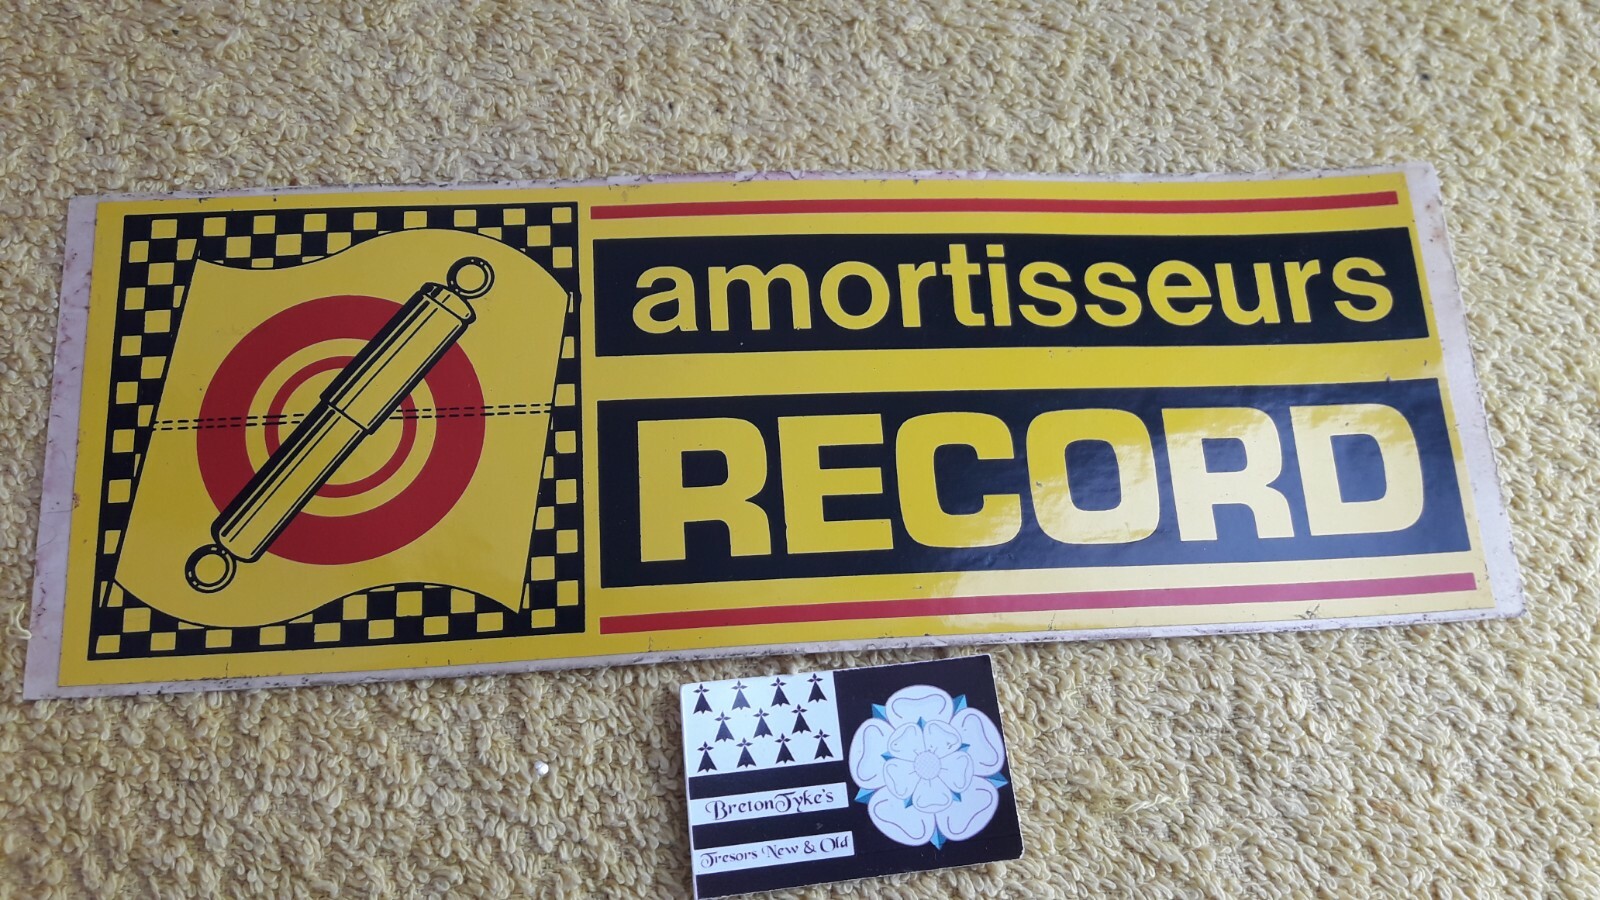 amortisseurs
RECORD
BretonTyke's
Tresors New & Old